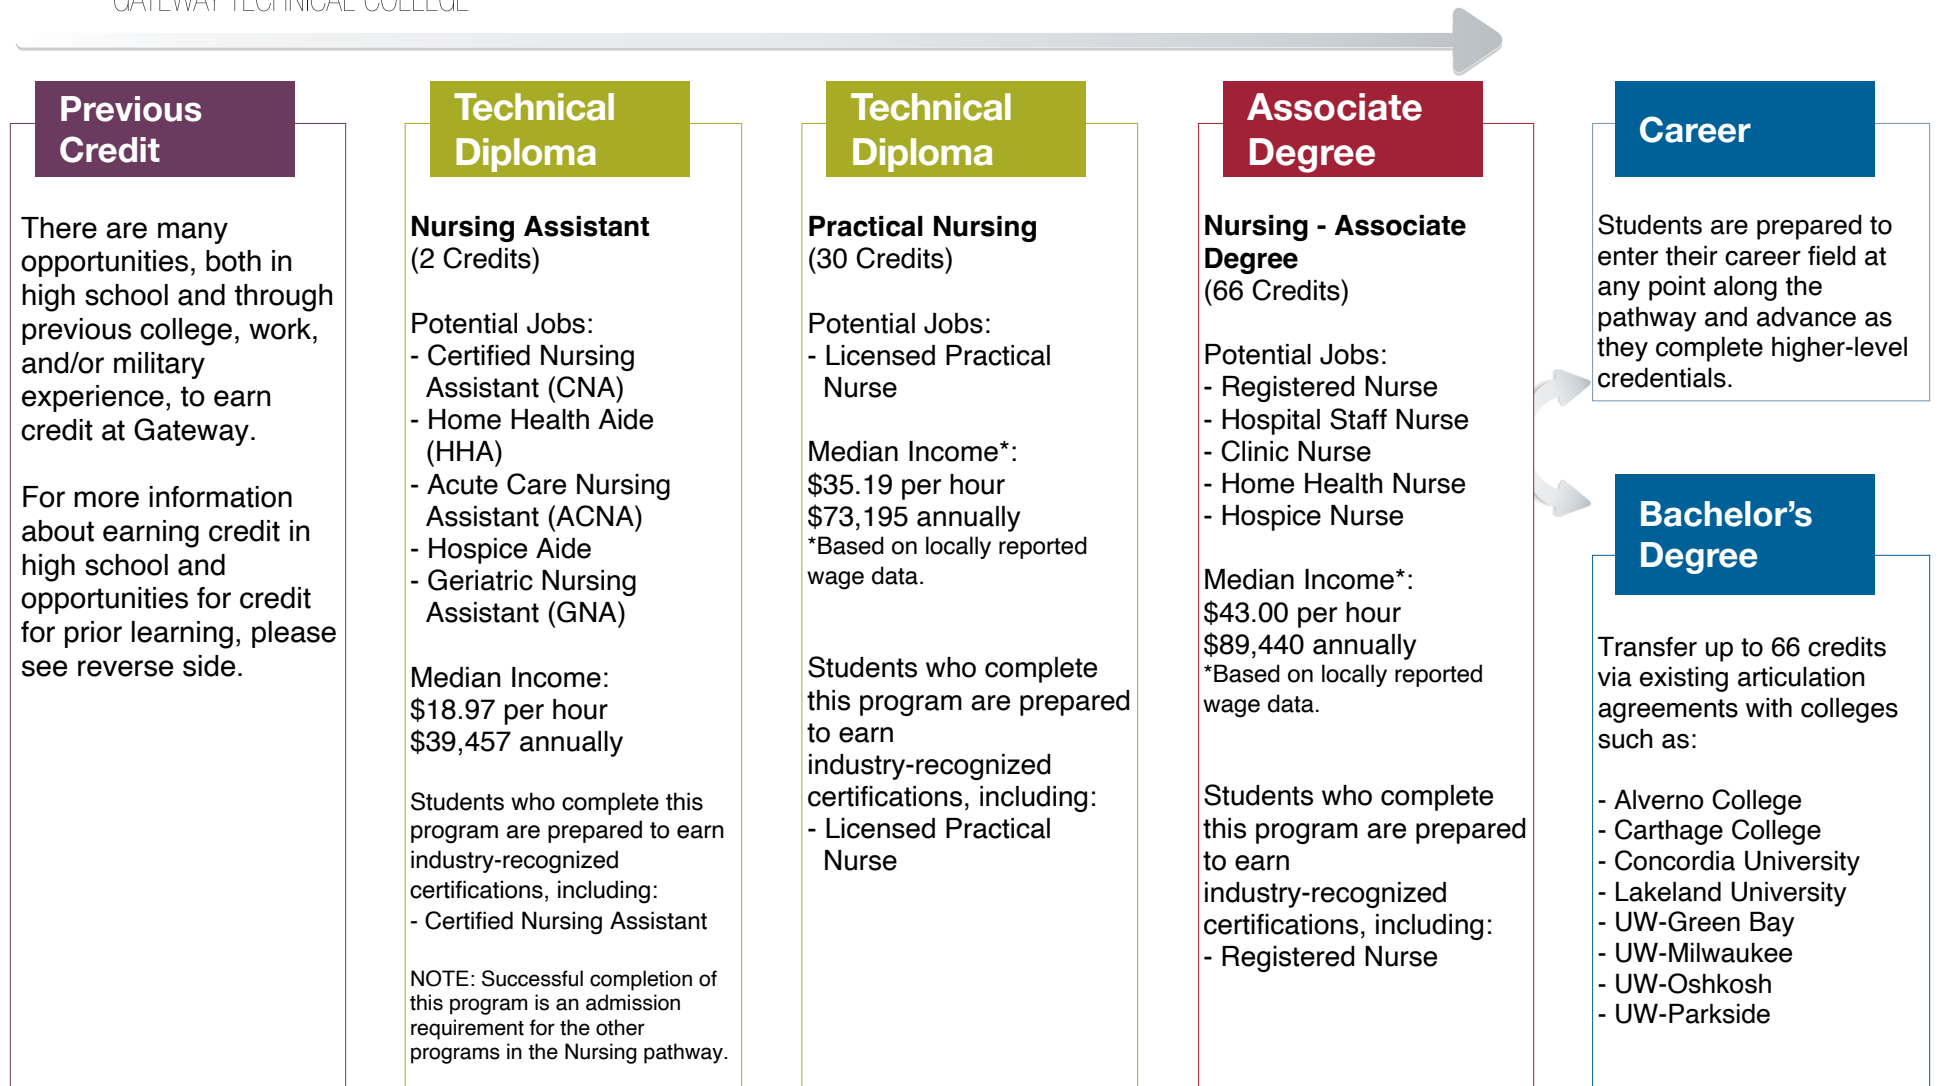 GATEWAY TECHNICAL COLLEGE
Previous
Credit
There are many
opportunities, both in
high school and through
previous college, work,
and/or military
experience, to earn
credit at Gateway.
For more information
about earning credit in
high school and
opportunities for credit
for prior learning, please
see reverse side.
Technical
Diploma
Nursing Assistant
(2 Credits)
Potential Jobs:
- Certified Nursing
Assistant (CNA)
- Home Health Aide
(HHA)
- Acute Care Nursing
Assistant (ACNA)
- Hospice Aide
- Geriatric Nursing
Assistant (GNA)
Median Income:
$18.97 per hour
$39,457 annually
Students who complete this
program are prepared to earn
industry-recognized
certifications, including:
- Certified Nursing Assistant
NOTE: Successful completion of
this program is an admission
requirement for the other
programs in the Nursing pathway.
Technical
Diploma
Practical Nursing
(30 Credits)
Potential Jobs:
- Licensed Practical
Nurse
Median Income*:
$35.19 per hour
$73,195 annually
*Based on locally reported
wage data.
Students who complete
this program are prepared
to earn
industry-recognized
certifications, including:
- Licensed Practical
Nurse
Associate
Degree
Nursing - Associate
Degree
(66 Credits)
Potential Jobs:
- Registered Nurse
- Hospital Staff Nurse
- Clinic Nurse
- Home Health Nurse
- Hospice Nurse
Median Income*:
$43.00 per hour
$89,440 annually
*Based on locally reported
wage data.
Students who complete
this program are prepared
to earn
industry-recognized
certifications, including:
- Registered Nurse
Career
Students are prepared to
enter their career field at
any point along the
pathway and advance as
they complete higher-level
credentials.
Bachelor's
Degree
Transfer up to 66 credits
via existing articulation
agreements with colleges
such as:
- Alverno College
- Carthage College
- Concordia University
- Lakeland University
- UW-Green Bay
- UW-Milwaukee
- UW-Oshkosh
- UW-Parkside